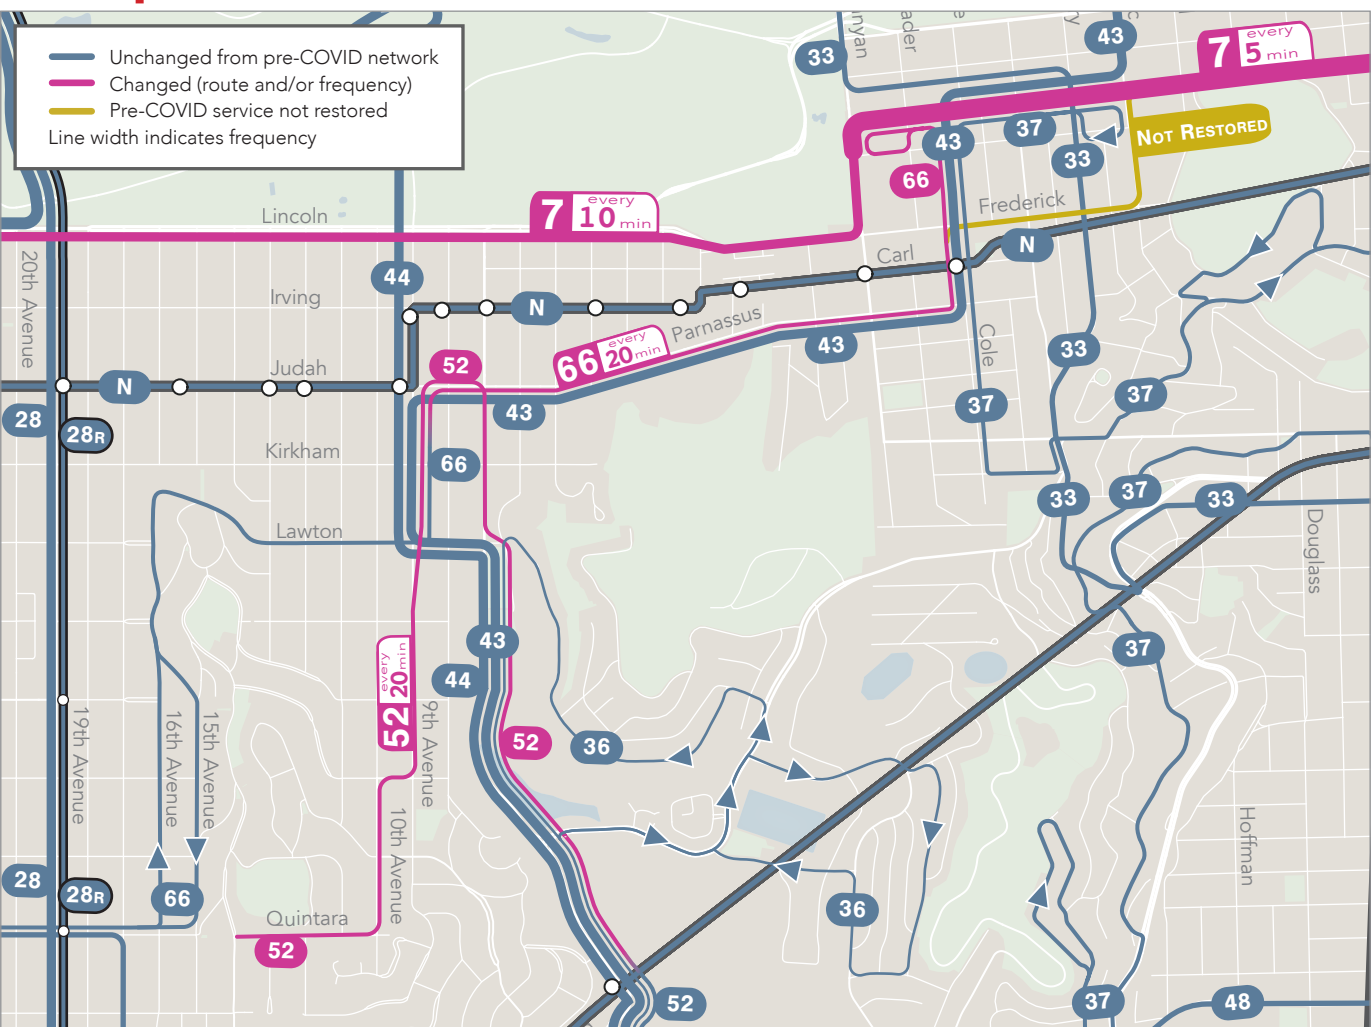 Unchanged from pre-COVID network
Changed (route and/or frequency)
Pre-COVID service not restored
Line width indicates frequency
33
43
7 every 5 min
NOT RESTORED
43
37
33
66
Frederick
Lincoln
7 every 10 min
N
Carl
44
20th Avenue
Irving
N
Parnassus
66 every 20 min
43
Cole
33
Judah
52
N
37
37
28
28R
43
Kirkham
66
33
37
33
Lawton
Douglass
43
37
44
52 every 20 min
9th Avenue
52
36
19th Avenue
16th Avenue
15th Avenue
10th Avenue
Hoffman
28
28R
66
36
Quintara
52
52
37
48